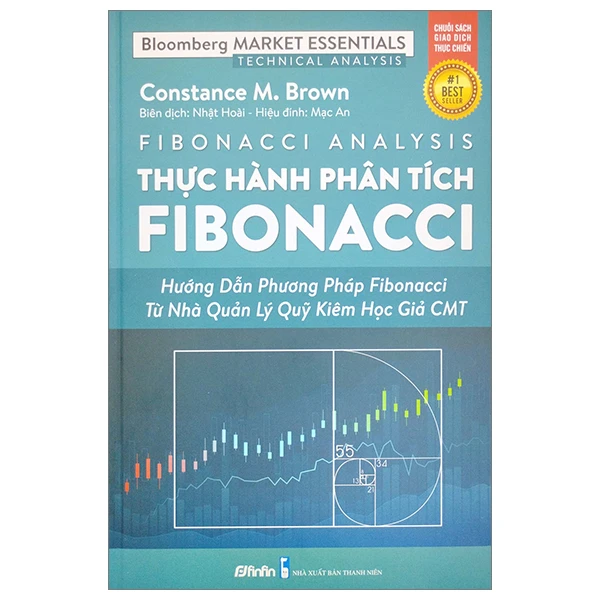 Bloomberg MARKET ESSENTIALS
TECHNICAL ANALYSIS
CHUỖI SÁCH
GIAO DỊCH
THỰC CHIẾN
#1
BEST
SELLER
Constance M. Brown
Biên dịch: Nhật Hoài - Hiệu đính: Mạc An
FIBONACCI ANALYSIS
THỰC HÀNH PHÂN TÍCH
FIBONACCI
Hướng Dẫn Phương Pháp Fibonacci
Từ Nhà Quản Lý Quỹ Kiêm Học Giả CMT
55
34
13
21
finfin
NHÀ XUẤT BẢN THANH NIÊN